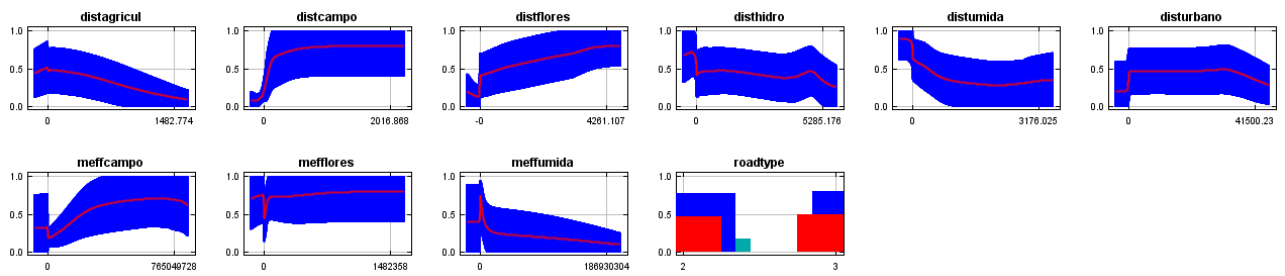 distagricul distcampo distflores disthidro distumida disturbano
1.0 1.0 1.0 1.0 1.0 1.0
0.5 0.5 0.5 0.5 0.5 0.5
0.0 0.0 0.0 0.0 0.0 0.0
0 1482.774 0 2016.868 -0 4261.107 0 5285.176 0 3176.025 0 41500.23
meffcampo mefflores meffumida roadtype
1.0 1.0 1.0 1.0
0.5 0.5 0.5 0.5
0.0 0.0 0.0 0.0
0 765049728 0 1482358 0 186930304 2 3